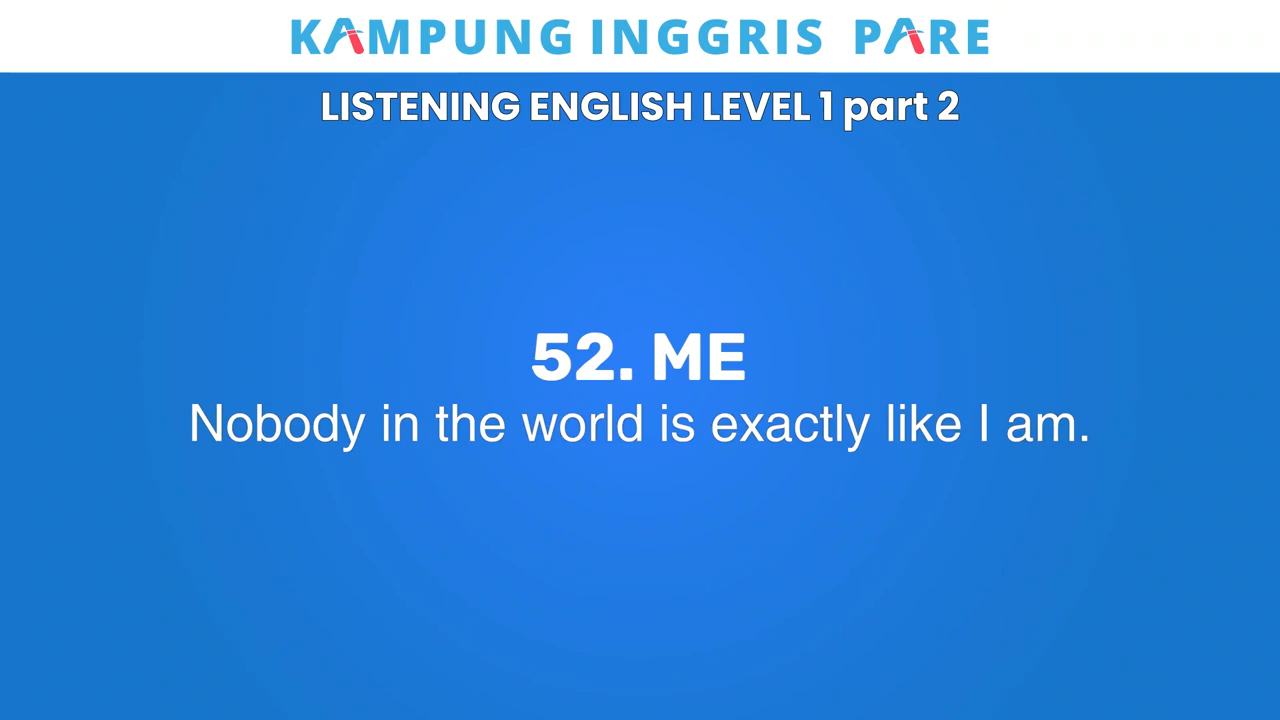 KAMPUNG INGGRIS PARE
LISTENING ENGLISH LEVEL 1 part 2
52. ME
Nobody in the world is exactly like I am.